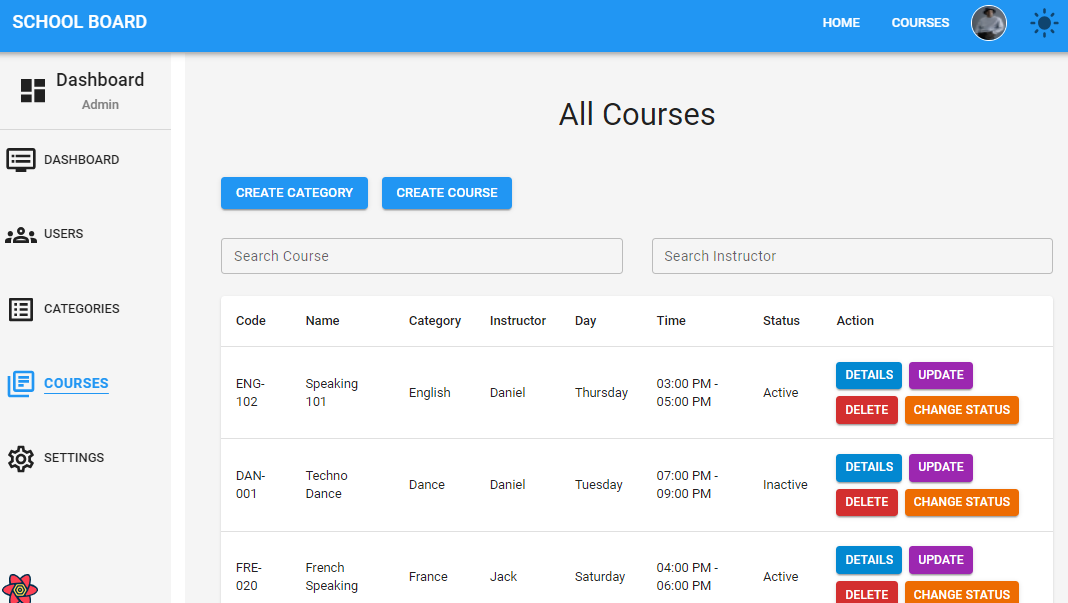 SCHOOL BOARD
HOME
COURSES
Dashboard
Admin
DASHBOARD
USERS
CATEGORIES
COURSES
SETTINGS
All Courses
CREATE CATEGORY
CREATE COURSE
Search Course
Search Instructor
Code Name Category Instructor Day Time Status Action
ENG-
102
Speaking
101
English
Daniel
Thursday
03:00 PM -
05:00 PM
Active
DETAILS
UPDATE
DELETE
CHANGE STATUS
DAN-
001
Techno
Dance
Dance
Daniel
Tuesday
07:00 PM -
09:00 PM
Inactive
DETAILS
UPDATE
DELETE
CHANGE STATUS
FRE-
020
French
Speaking
France
Jack
Saturday
04:00 PM -
06:00 PM
Active
DETAILS
UPDATE
DELETE
CHANGE STATUS